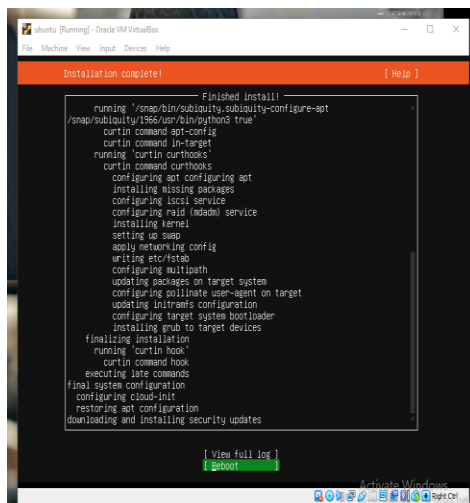 ubuntu [Running] - Oracle VM VirtualBox
File Machine View Input Devices Help
Installation complete! [ Help ]
Finished install!
running '/snap/bin/subiquity.subiquity-configure-apt
/snap/subiquity/1966/usr/bin/python3 true'
curtin command apt-config
curtin command in-target
running 'curtin curthooks'
curtin command curthooks
configuring apt configuring apt
installing missing packages
configuring iscsi service
configuring raid (mdadm) service
installing kernel
setting up swap
apply networking config
writing etc/fstab
configuring multipath
updating packages on target system
configuring pollinate user-agent on target
updating initramfs configuration
configuring target system bootloader
installing grub to target devices
finalizing installation
running 'curtin hook'
curtin command hook
executing late commands
final system configuration
configuring cloud-init
restoring apt configuration
downloading and installing security updates
[ View full log ]
[ Reboot ]
Activate Windows
Right Ctrl